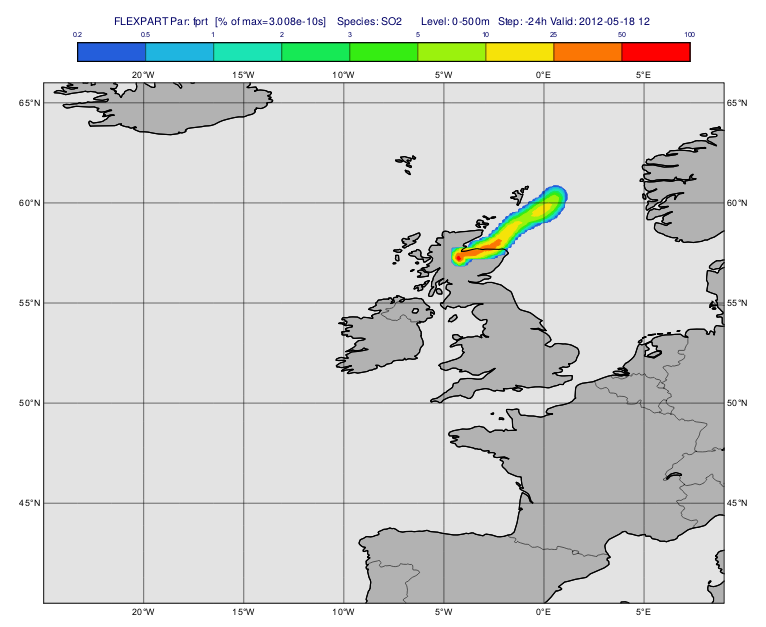 FLEXPART Par: fprt [% of max=3.008e-10s] Species: SO2 Level: 0-500m Step: -24h Valid: 2012-05-18 12
0.2 0.5 1 2 3 5 10 25 50 100
20°W 15°W 10°W 5°W 0°E 5°E
65°N 65°N
60°N 60°N
55°N 55°N
50°N 50°N
45°N 45°N
20°W 15°W 10°W 5°W 0°E 5°E